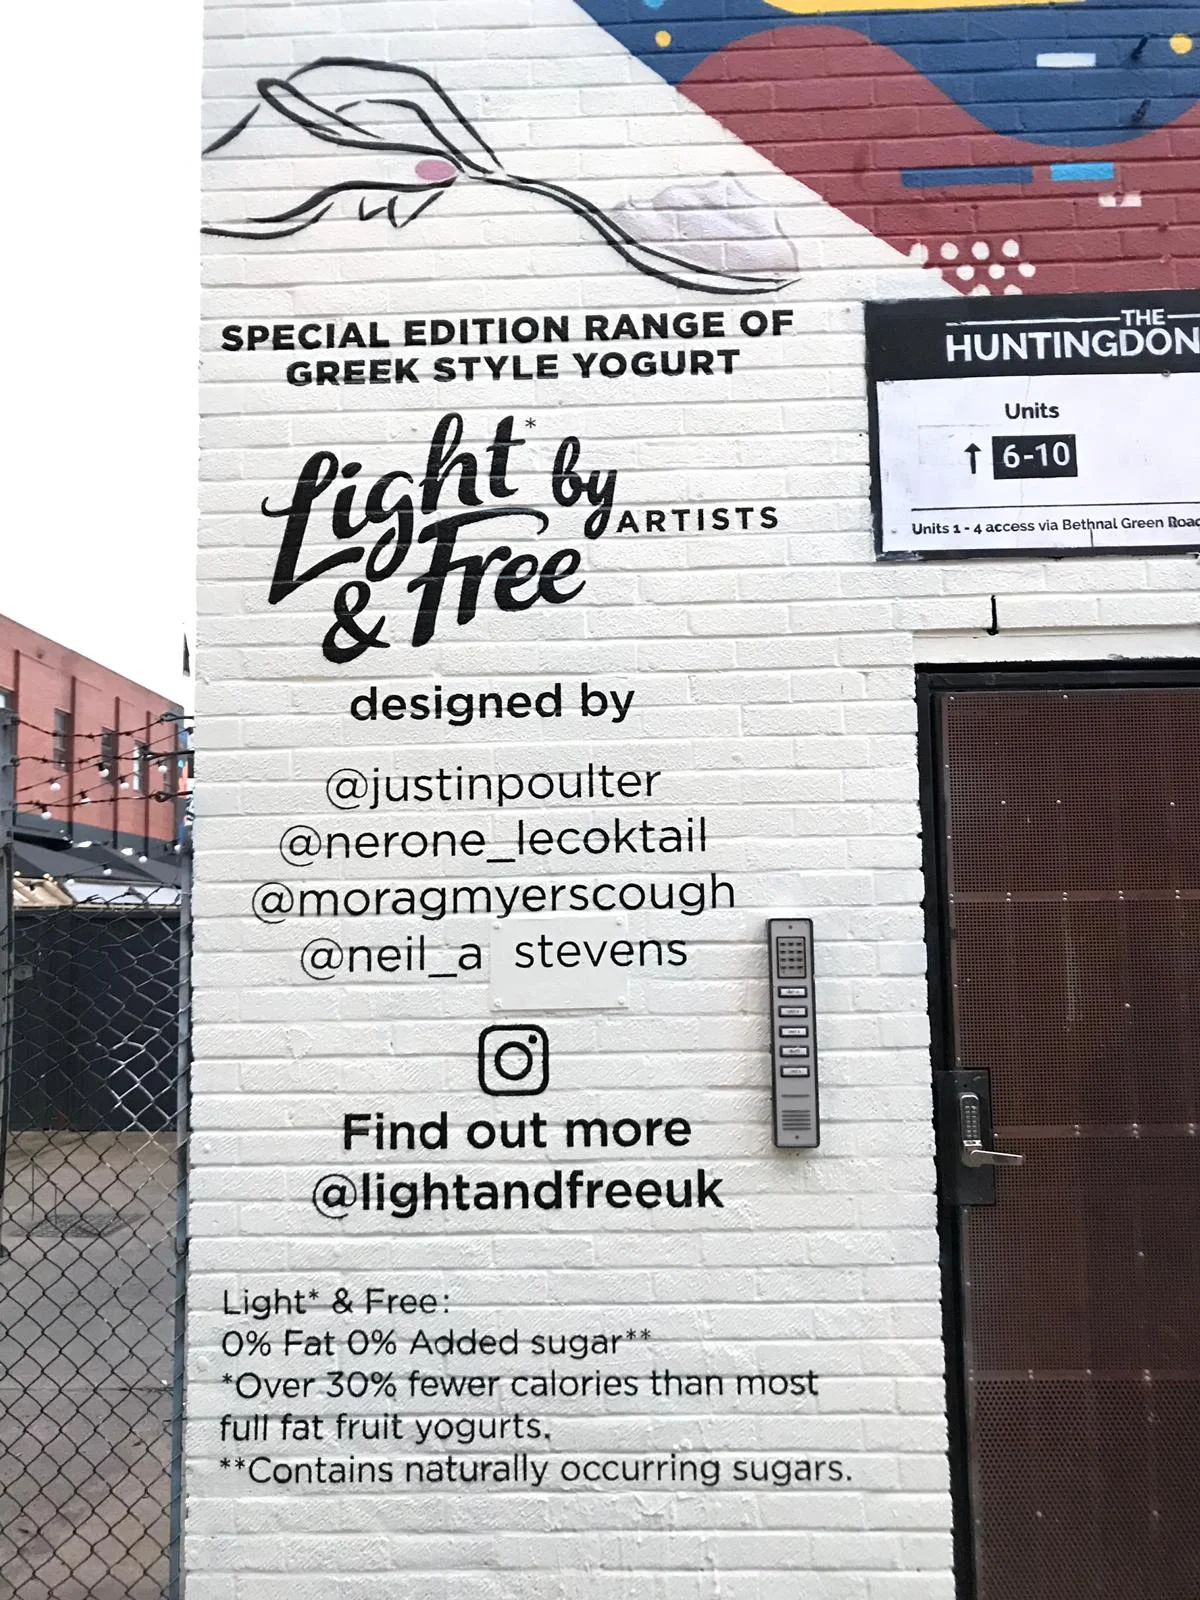 SPECIAL EDITION RANGE OF
GREEK STYLE YOGURT
Light* by
ARTISTS
& Free
designed by
@justinpoulter
@nerone_lecoktail
@moragmyerscough
@neil_a stevens
Find out more
@lightandfreeuk
Light* & Free:
0% Fat 0% Added sugar**
*Over 30% fewer calories than most
full fat fruit yogurts.
**Contains naturally occurring sugars.
THE
HUNTINGDON
Units
↑ 6-10
Units 1 - 4 access via Bethnal Green Road